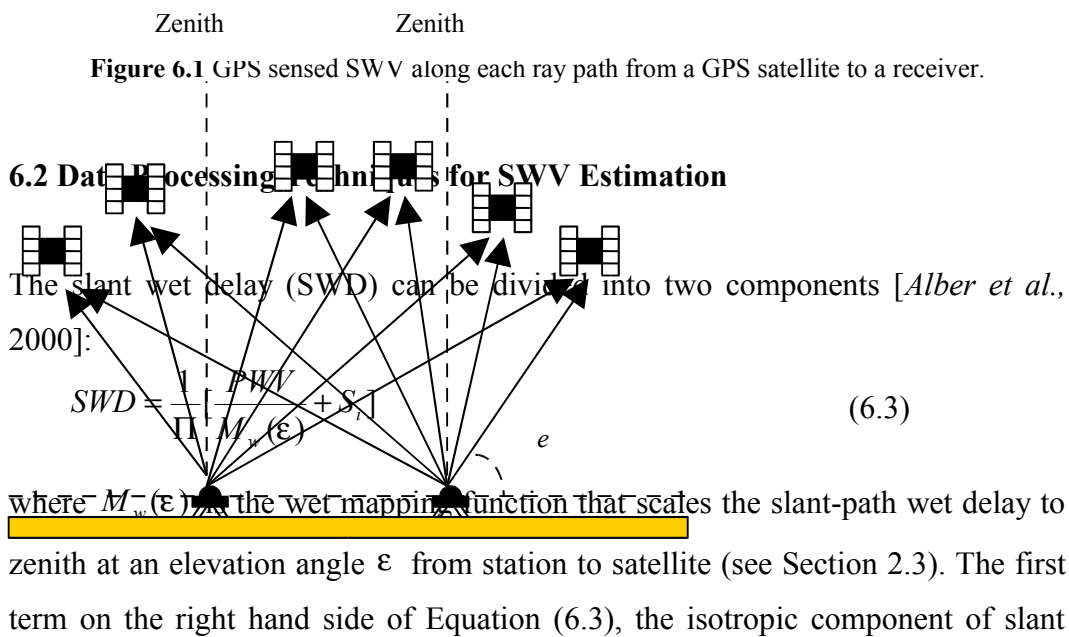 Zenith Zenith
Figure 6.1 GPS sensed SWV along each ray path from a GPS satellite to a receiver.
6.2 Data Processing Techniques for SWV Estimation
The slant wet delay (SWD) can be divided into two components [Alber et al.,
2000]:
SWD = 1/Π [PWV/M_w(ε) + S_i] (6.3)
e
where M_w(ε) is the wet mapping function that scales the slant-path wet delay to
zenith at an elevation angle ε from station to satellite (see Section 2.3). The first
term on the right hand side of Equation (6.3), the isotropic component of slant